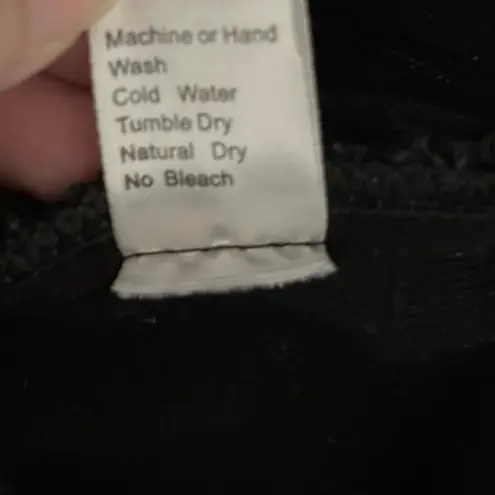 Machine or Hand
Wash
Cold Water
Tumble Dry
Natural Dry
No Bleach